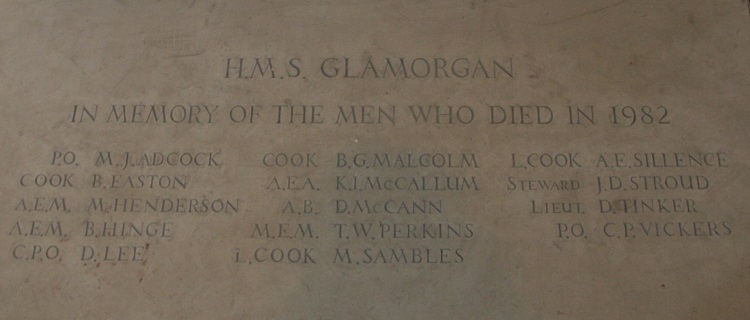 H.M.S. GLAMORGAN
IN MEMORY OF THE MEN WHO DIED IN 1982
P.O. M.J. ADCOCK
COOK B. EASTON
A.E.M. M. HENDERSON
A.E.M. B. HINGE
C.P.O. D. LEE
COOK B.G. MALCOLM
A.E.A. K.I. McCALLUM
A.B. D. McCANN
M.E.M. T.W. PERKINS
L.COOK M. SAMBLES
L.COOK A.E. SILLENCE
STEWARD J.D. STROUD
LIEUT. D. TINKER
P.O. C.P. VICKERS